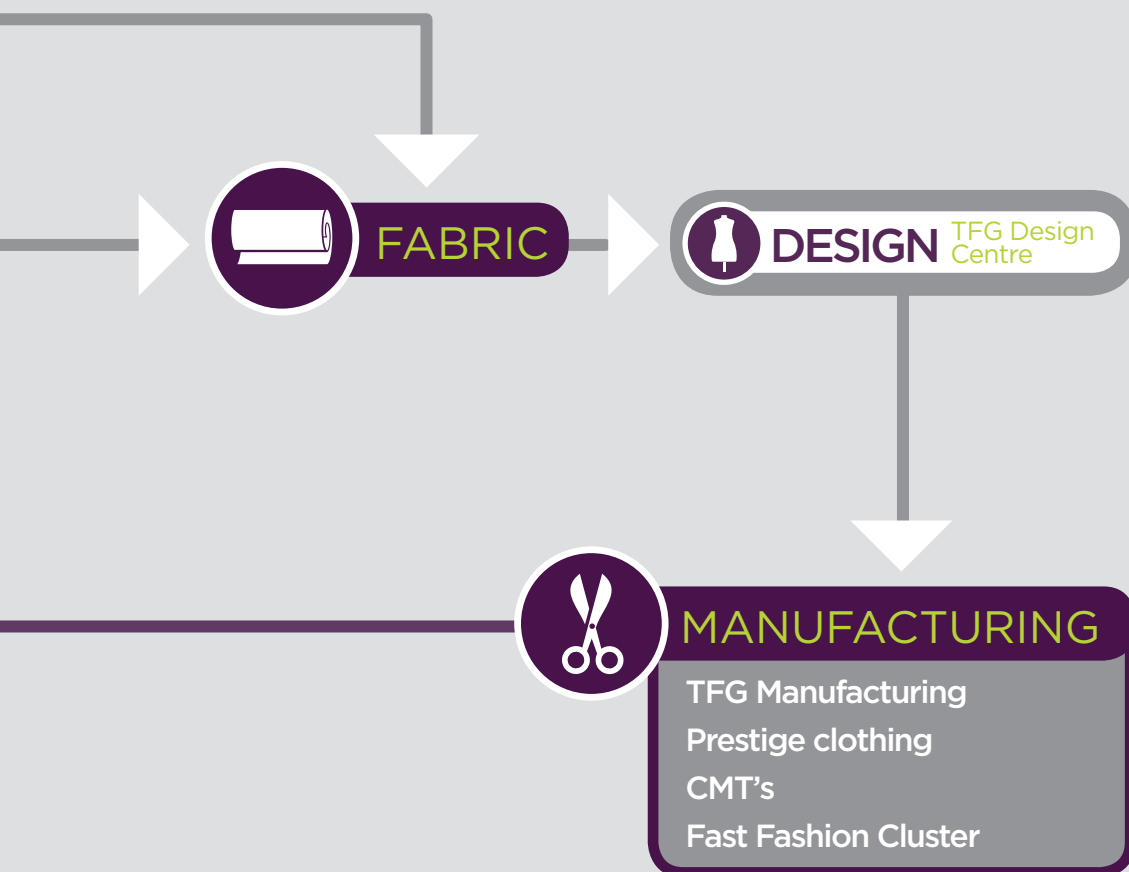 FABRIC
DESIGN
TFG Design
Centre
MANUFACTURING
TFG Manufacturing
Prestige clothing
CMT’s
Fast Fashion Cluster